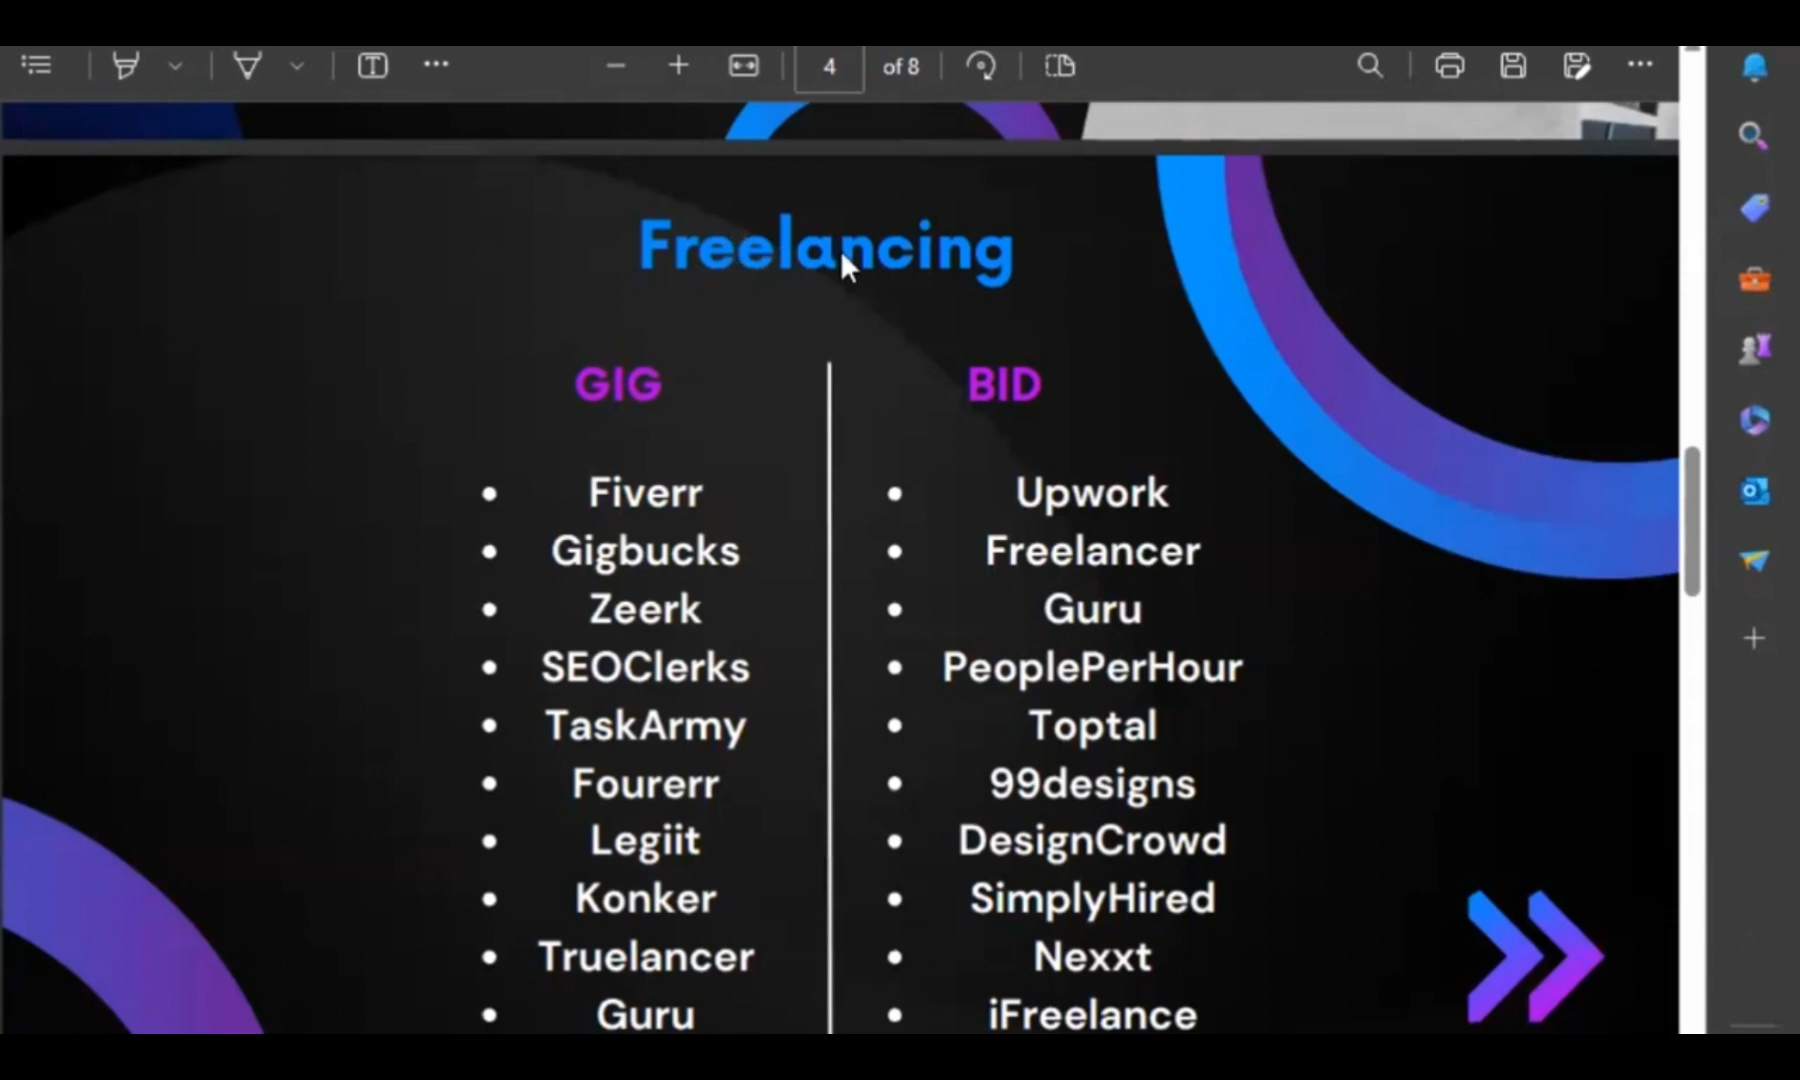 4 of 8
Freelancing
GIG
Fiverr
Gigbucks
Zeerk
SEOClerks
TaskArmy
Fourerr
Legiit
Konker
Truelancer
Guru
BID
Upwork
Freelancer
Guru
PeoplePerHour
Toptal
99designs
DesignCrowd
SimplyHired
Nexxt
iFreelance